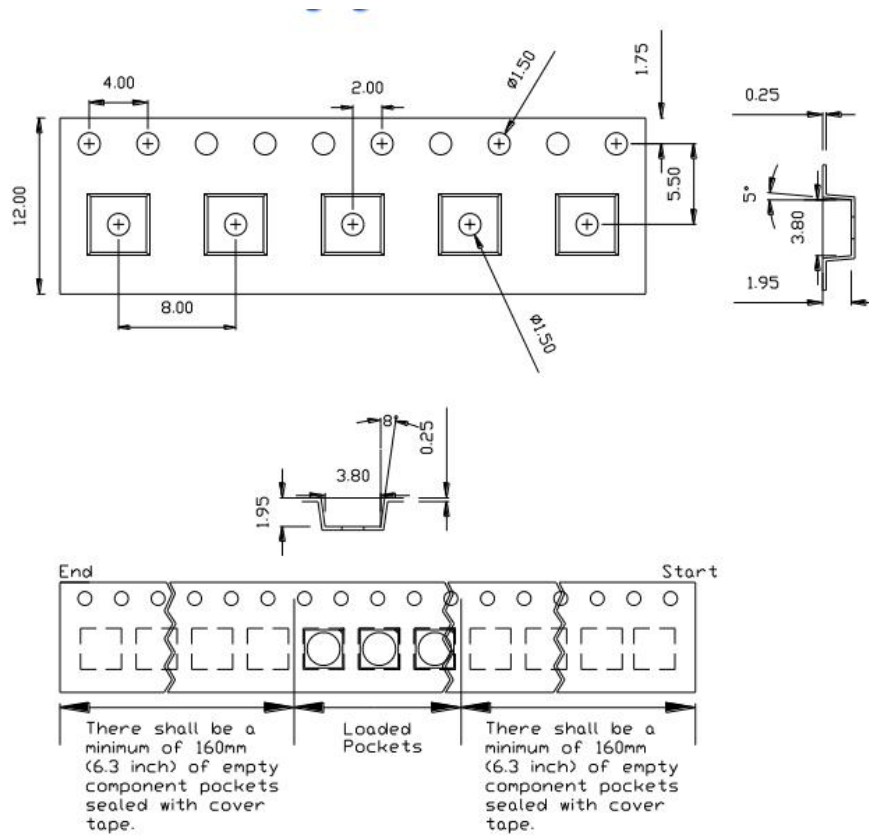 4.00
2.00
ø1.50
1.75
0.25
12.00
5.50
5°
3.80
1.95
8.00
ø1.50
8°
0.25
3.80
1.95
End
Start
There shall be a
minimum of 160mm
(6.3 inch) of empty
component pockets
sealed with cover
tape.
Loaded
Pockets
There shall be a
minimum of 160mm
(6.3 inch) of empty
component pockets
sealed with cover
tape.